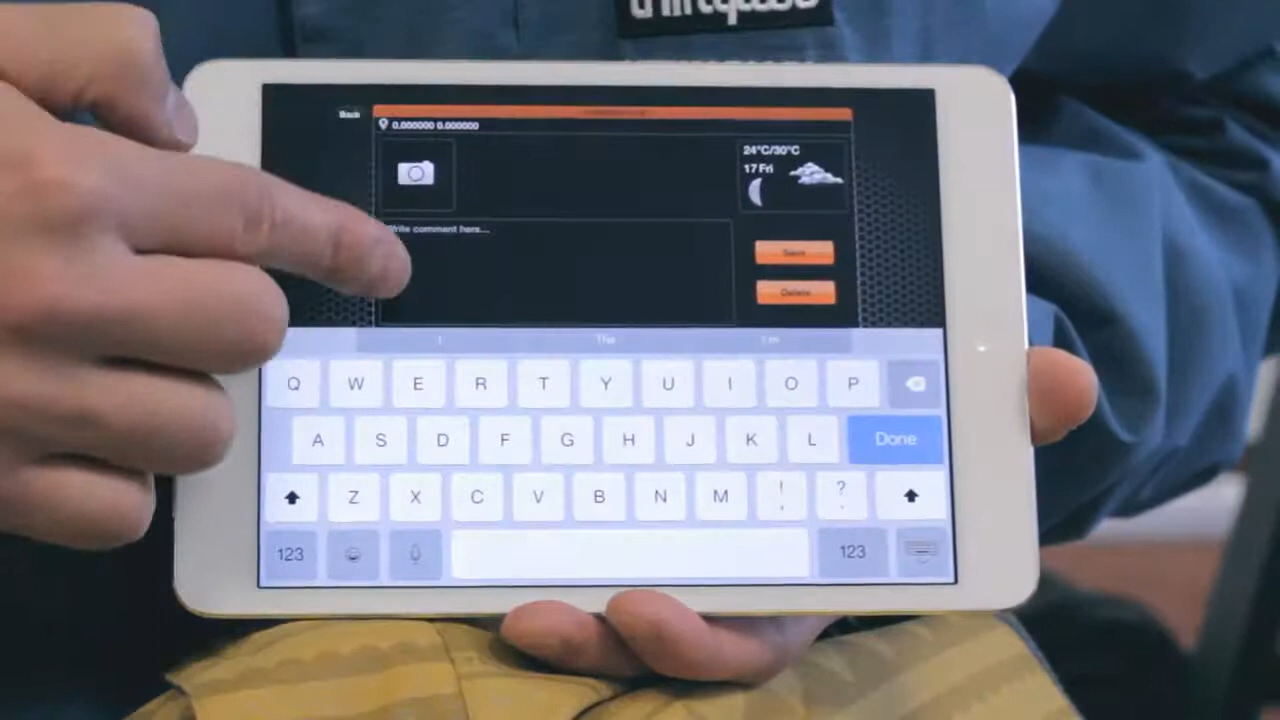 Back
0.000000 0.000000
24°C/30°C
17 Fri
Write comment here...
Save
Delete
I The I'm
Q W E R T Y U I O P
A S D F G H J K L Done
Z X C V B N M ! , ? .
123 123